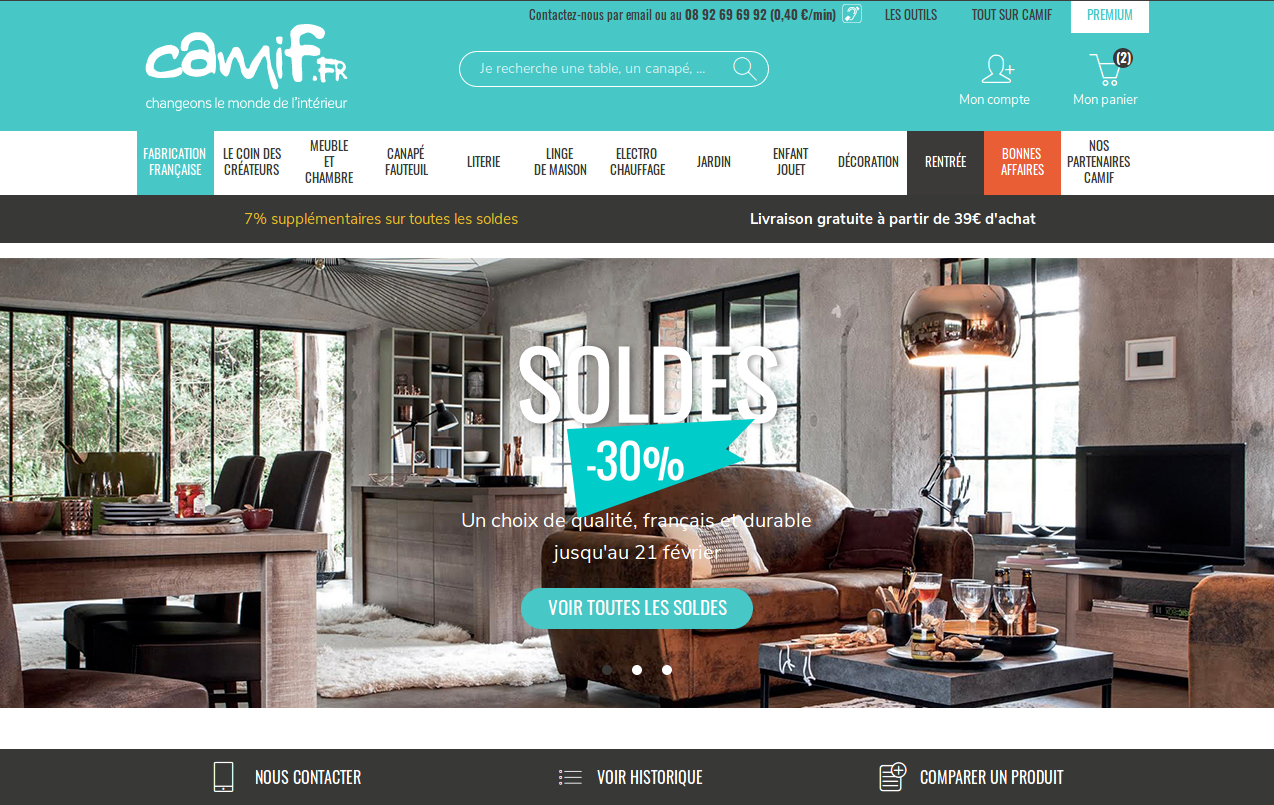 Contactez-nous par email ou au 08 92 69 69 92 (0,40 €/min)
LES OUTILS
TOUT SUR CAMIF
PREMIUM
camif.FR
changeons le monde de l'intérieur
Je recherche une table, un canapé, ...
Mon compte
(2)
Mon panier
FABRICATION
FRANÇAISE
LE COIN DES
CRÉATEURS
MEUBLE
ET
CHAMBRE
CANAPÉ
FAUTEUIL
LITERIE
LINGE
DE MAISON
ELECTRO
CHAUFFAGE
JARDIN
ENFANT
JOUET
DÉCORATION
RENTRÉE
BONNES
AFFAIRES
NOS
PARTENAIRES
CAMIF
7% supplémentaires sur toutes les soldes
Livraison gratuite à partir de 39€ d'achat
SOLDES
-30%
Un choix de qualité, français et durable
jusqu'au 21 février
VOIR TOUTES LES SOLDES
NOUS CONTACTER
VOIR HISTORIQUE
COMPARER UN PRODUIT